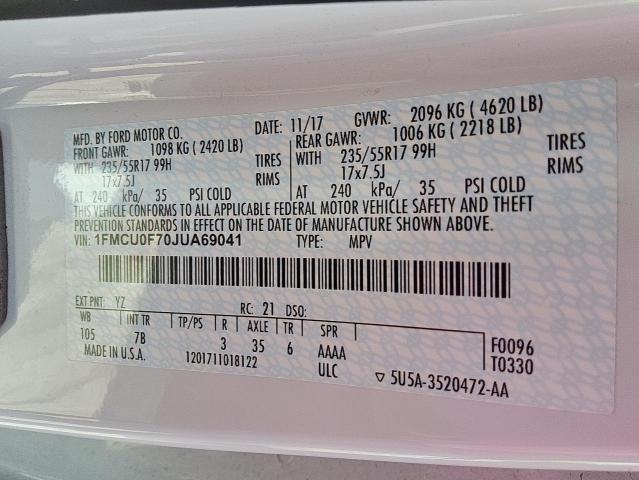 MFD. BY FORD MOTOR CO. DATE: 11/17 GVWR: 2096 KG ( 4620 LB)
FRONT GAWR: 1098 KG ( 2420 LB) REAR GAWR: 1006 KG ( 2218 LB)
WITH 235/55R17 99H TIRES WITH 235/55R17 99H TIRES
17x7.5J RIMS 17x7.5J RIMS
AT 240 kPa/ 35 PSI COLD AT 240 kPa/ 35 PSI COLD
THIS VEHICLE CONFORMS TO ALL APPLICABLE FEDERAL MOTOR VEHICLE SAFETY AND THEFT
PREVENTION STANDARDS IN EFFECT ON THE DATE OF MANUFACTURE SHOWN ABOVE.
VIN: 1FMCU0F70JUA69041 TYPE: MPV
EXT PNT: YZ RC: 21 DSO:
WB INT TR TP/PS R AXLE TR SPR
105 7B 3 35 6 AAAA F0096
MADE IN U.S.A. 1201711018122 ULC T0330
▽ 5U5A-3520472-AA